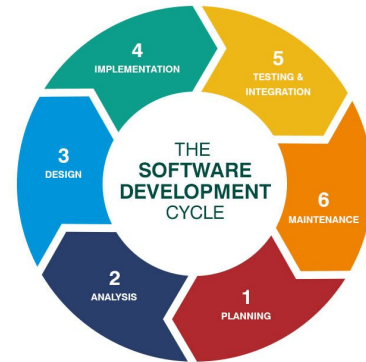 THE
SOFTWARE
DEVELOPMENT
CYCLE
1
PLANNING
2
ANALYSIS
3
DESIGN
4
IMPLEMENTATION
5
TESTING &
INTEGRATION
6
MAINTENANCE